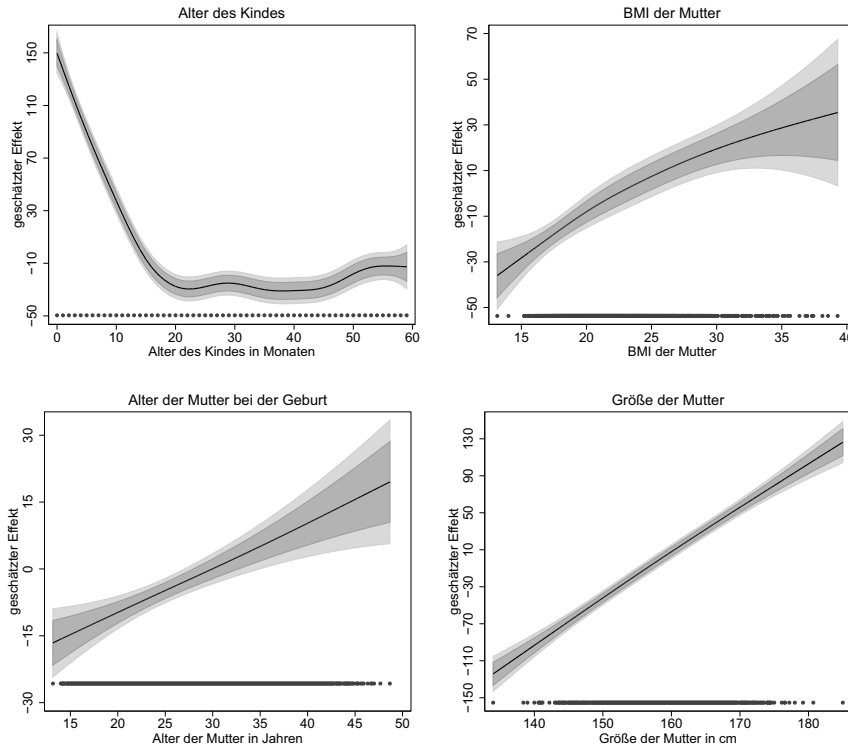 Alter des Kindes
geschätzter Effekt
150
110
70
30
−10
−50
0 10 20 30 40 50 60
Alter des Kindes in Monaten
BMI der Mutter
geschätzter Effekt
70
50
30
10
−10
−30
−50
15 20 25 30 35 40
BMI der Mutter
Alter der Mutter bei der Geburt
geschätzter Effekt
30
15
0
−15
−30
15 20 25 30 35 40 45 50
Alter der Mutter in Jahren
Größe der Mutter
geschätzter Effekt
130
90
50
10
−30
−70
−110
−150
140 150 160 170 180
Größe der Mutter in cm